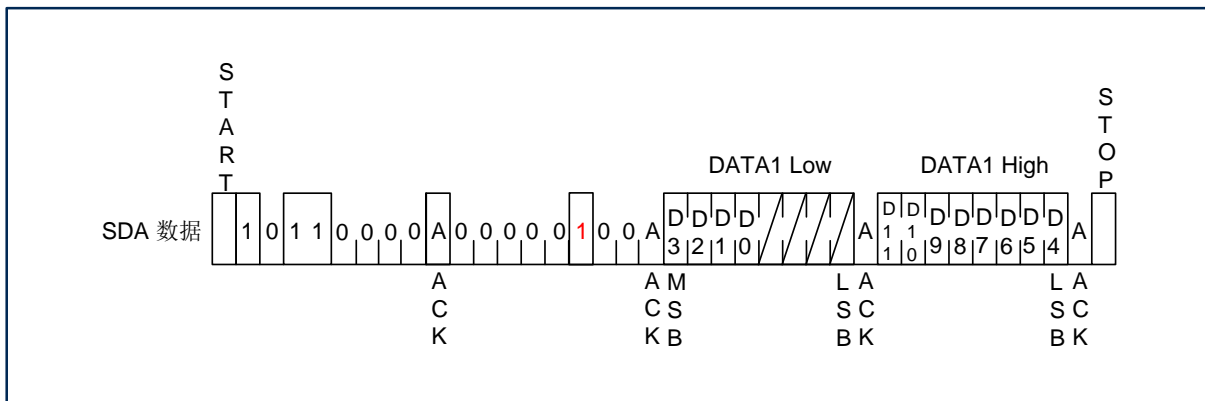 START
STOP
DATA1 Low DATA1 High
SDA 数据 1 0 1 1 0 0 0 0 A 0 0 0 0 0 1 0 0 A D3 D2 D1 D0 A D11 D10 D9 D8 D7 D6 D5 D4 A
ACK ACK MSB LSB ACK LSB ACK